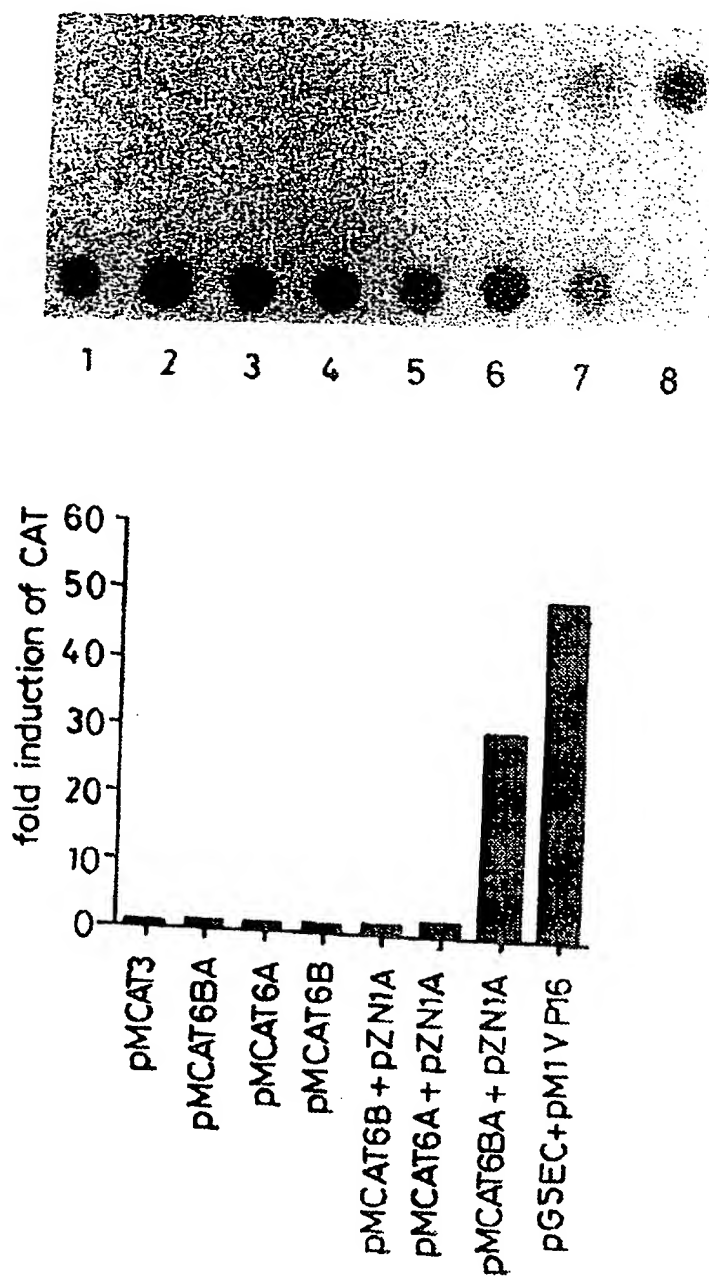 1 2 3 4 5 6 7 8
fold induction of CAT
60
50
40
30
20
10
0
pMCAT3
pMCAT6BA
pMCAT6A
pMCAT6B
pMCAT6B + pZN1A
pMCAT6A + pZN1A
pMCAT6BA + pZN1A
pG5EC+pM1VP16